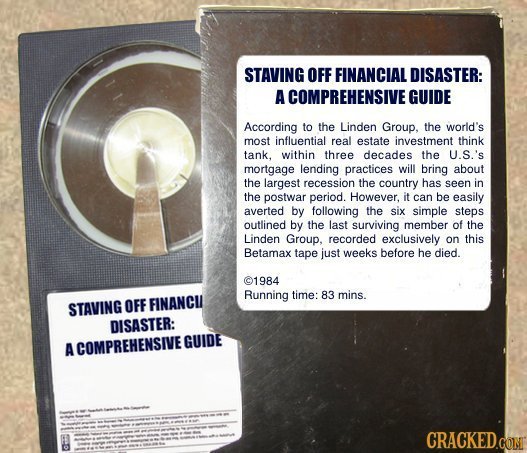 STAVING OFF FINANCIAL DISASTER:
A COMPREHENSIVE GUIDE
According to the Linden Group, the world's
most influential real estate investment think
tank, within three decades the U.S.'s
mortgage lending practices will bring about
the largest recession the country has seen in
the postwar period. However, it can be easily
averted by following the six simple steps
outlined by the last surviving member of the
Linden Group, recorded exclusively on this
Betamax tape just weeks before he died.
©1984
Running time: 83 mins.
STAVING OFF FINANCI
DISASTER:
A COMPREHENSIVE GUIDE
CRACKED.COM